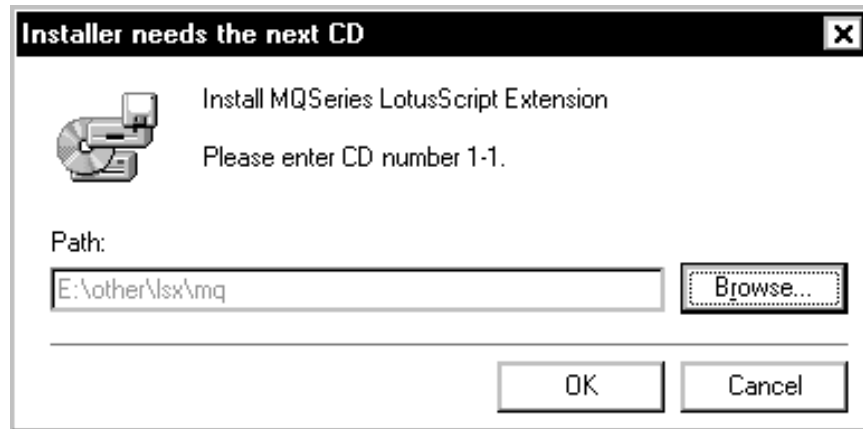 Installer needs the next CD
Install MQSeries LotusScript Extension
Please enter CD number 1-1.
Path:
E:\other\lsx\mq
Browse...
OK
Cancel